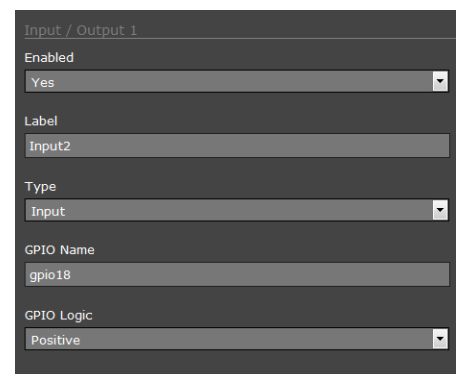 Input / Output 1
Enabled
Yes
Label
Input2
Type
Input
GPIO Name
gpio18
GPIO Logic
Positive